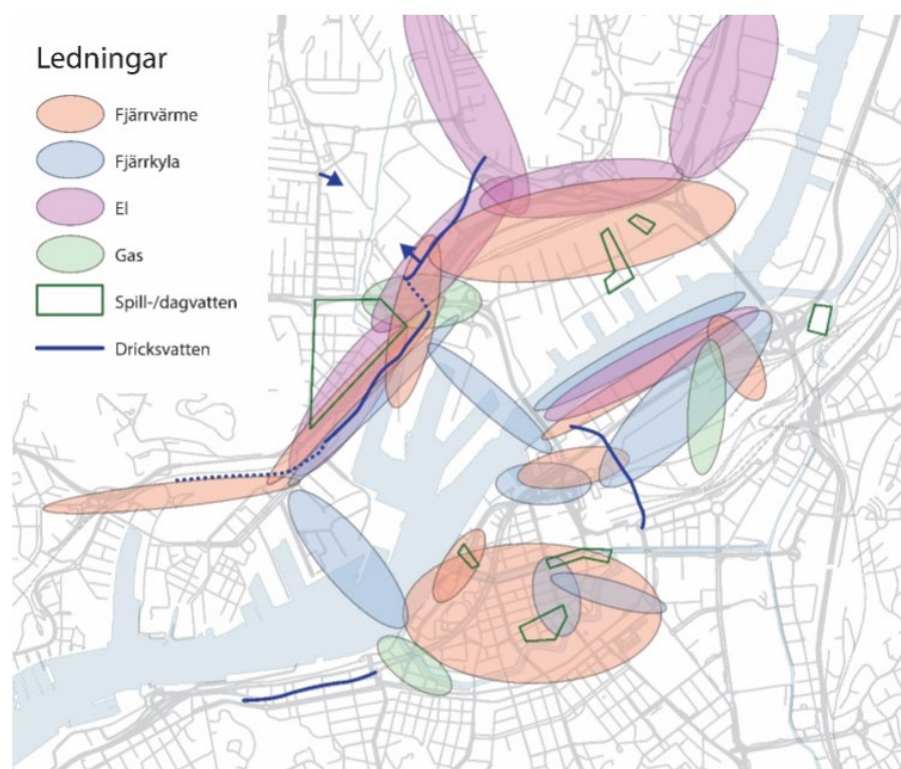 Ledningar
Fjärrvärme
Fjärrkyla
El
Gas
Spill-/dagvatten
Dricksvatten